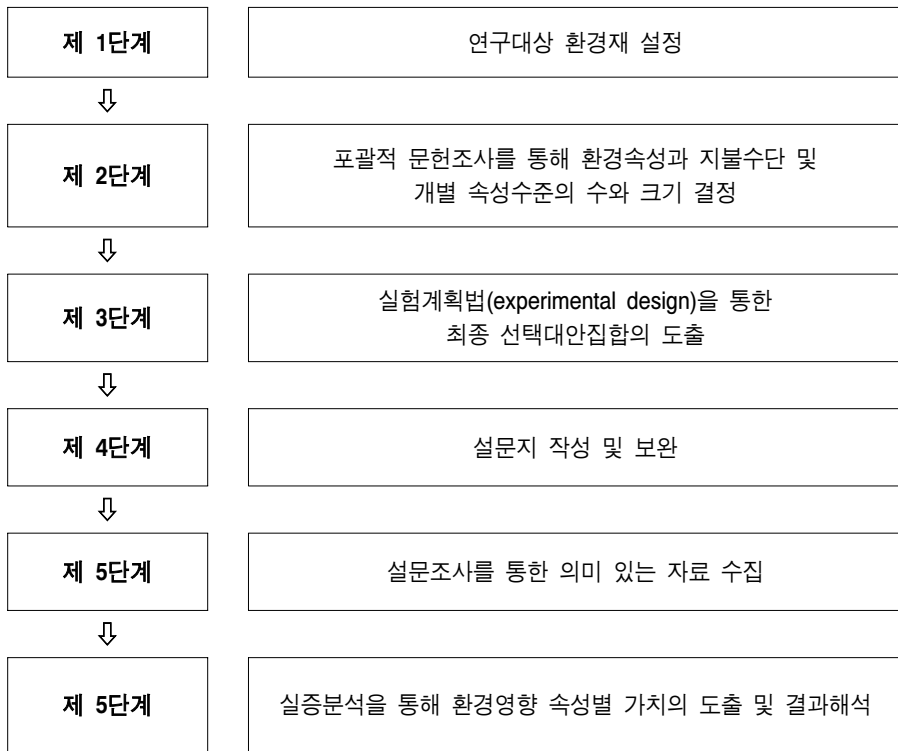 제 1단계
연구대상 환경재 설정
제 2단계
포괄적 문헌조사를 통해 환경속성과 지불수단 및
개별 속성수준의 수와 크기 결정
제 3단계
실험계획법(experimental design)을 통한
최종 선택대안집합의 도출
제 4단계
설문지 작성 및 보완
제 5단계
설문조사를 통한 의미 있는 자료 수집
제 5단계
실증분석을 통해 환경영향 속성별 가치의 도출 및 결과해석